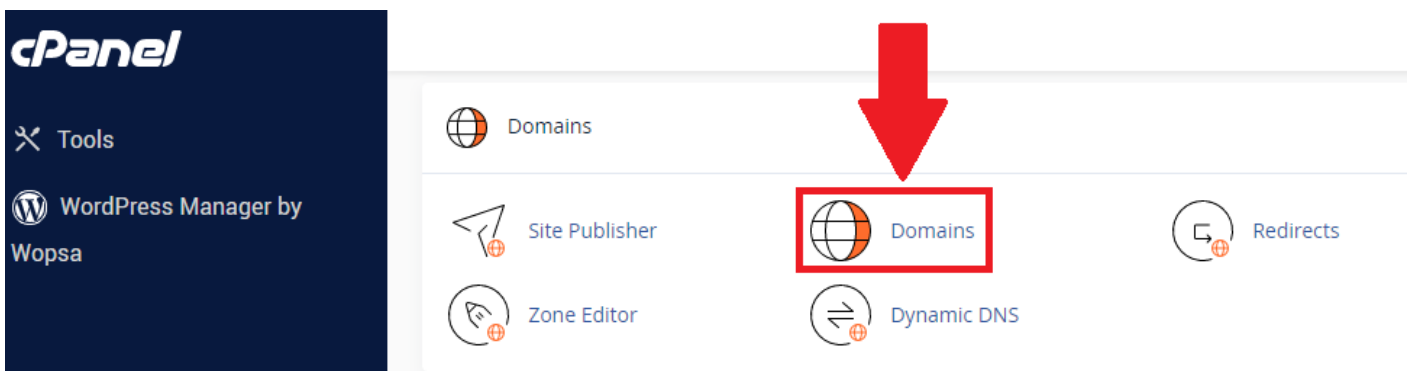 cPanel
Tools
WordPress Manager by
Wopsa
Domains
Site Publisher
Domains
Redirects
Zone Editor
Dynamic DNS